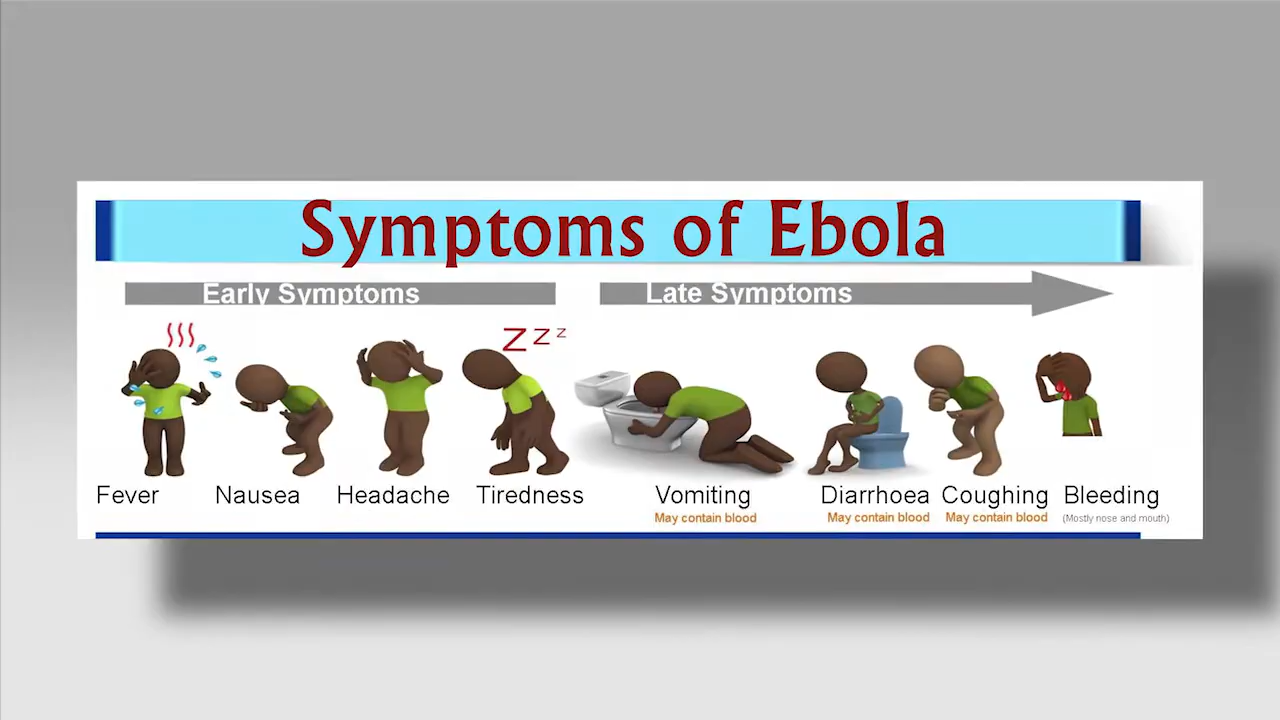 Symptoms of Ebola
Early Symptoms
Late Symptoms
Z Z Z
Fever
Nausea
Headache
Tiredness
Vomiting
May contain blood
Diarrhoea
May contain blood
Coughing
May contain blood
Bleeding
(Mostly nose and mouth)